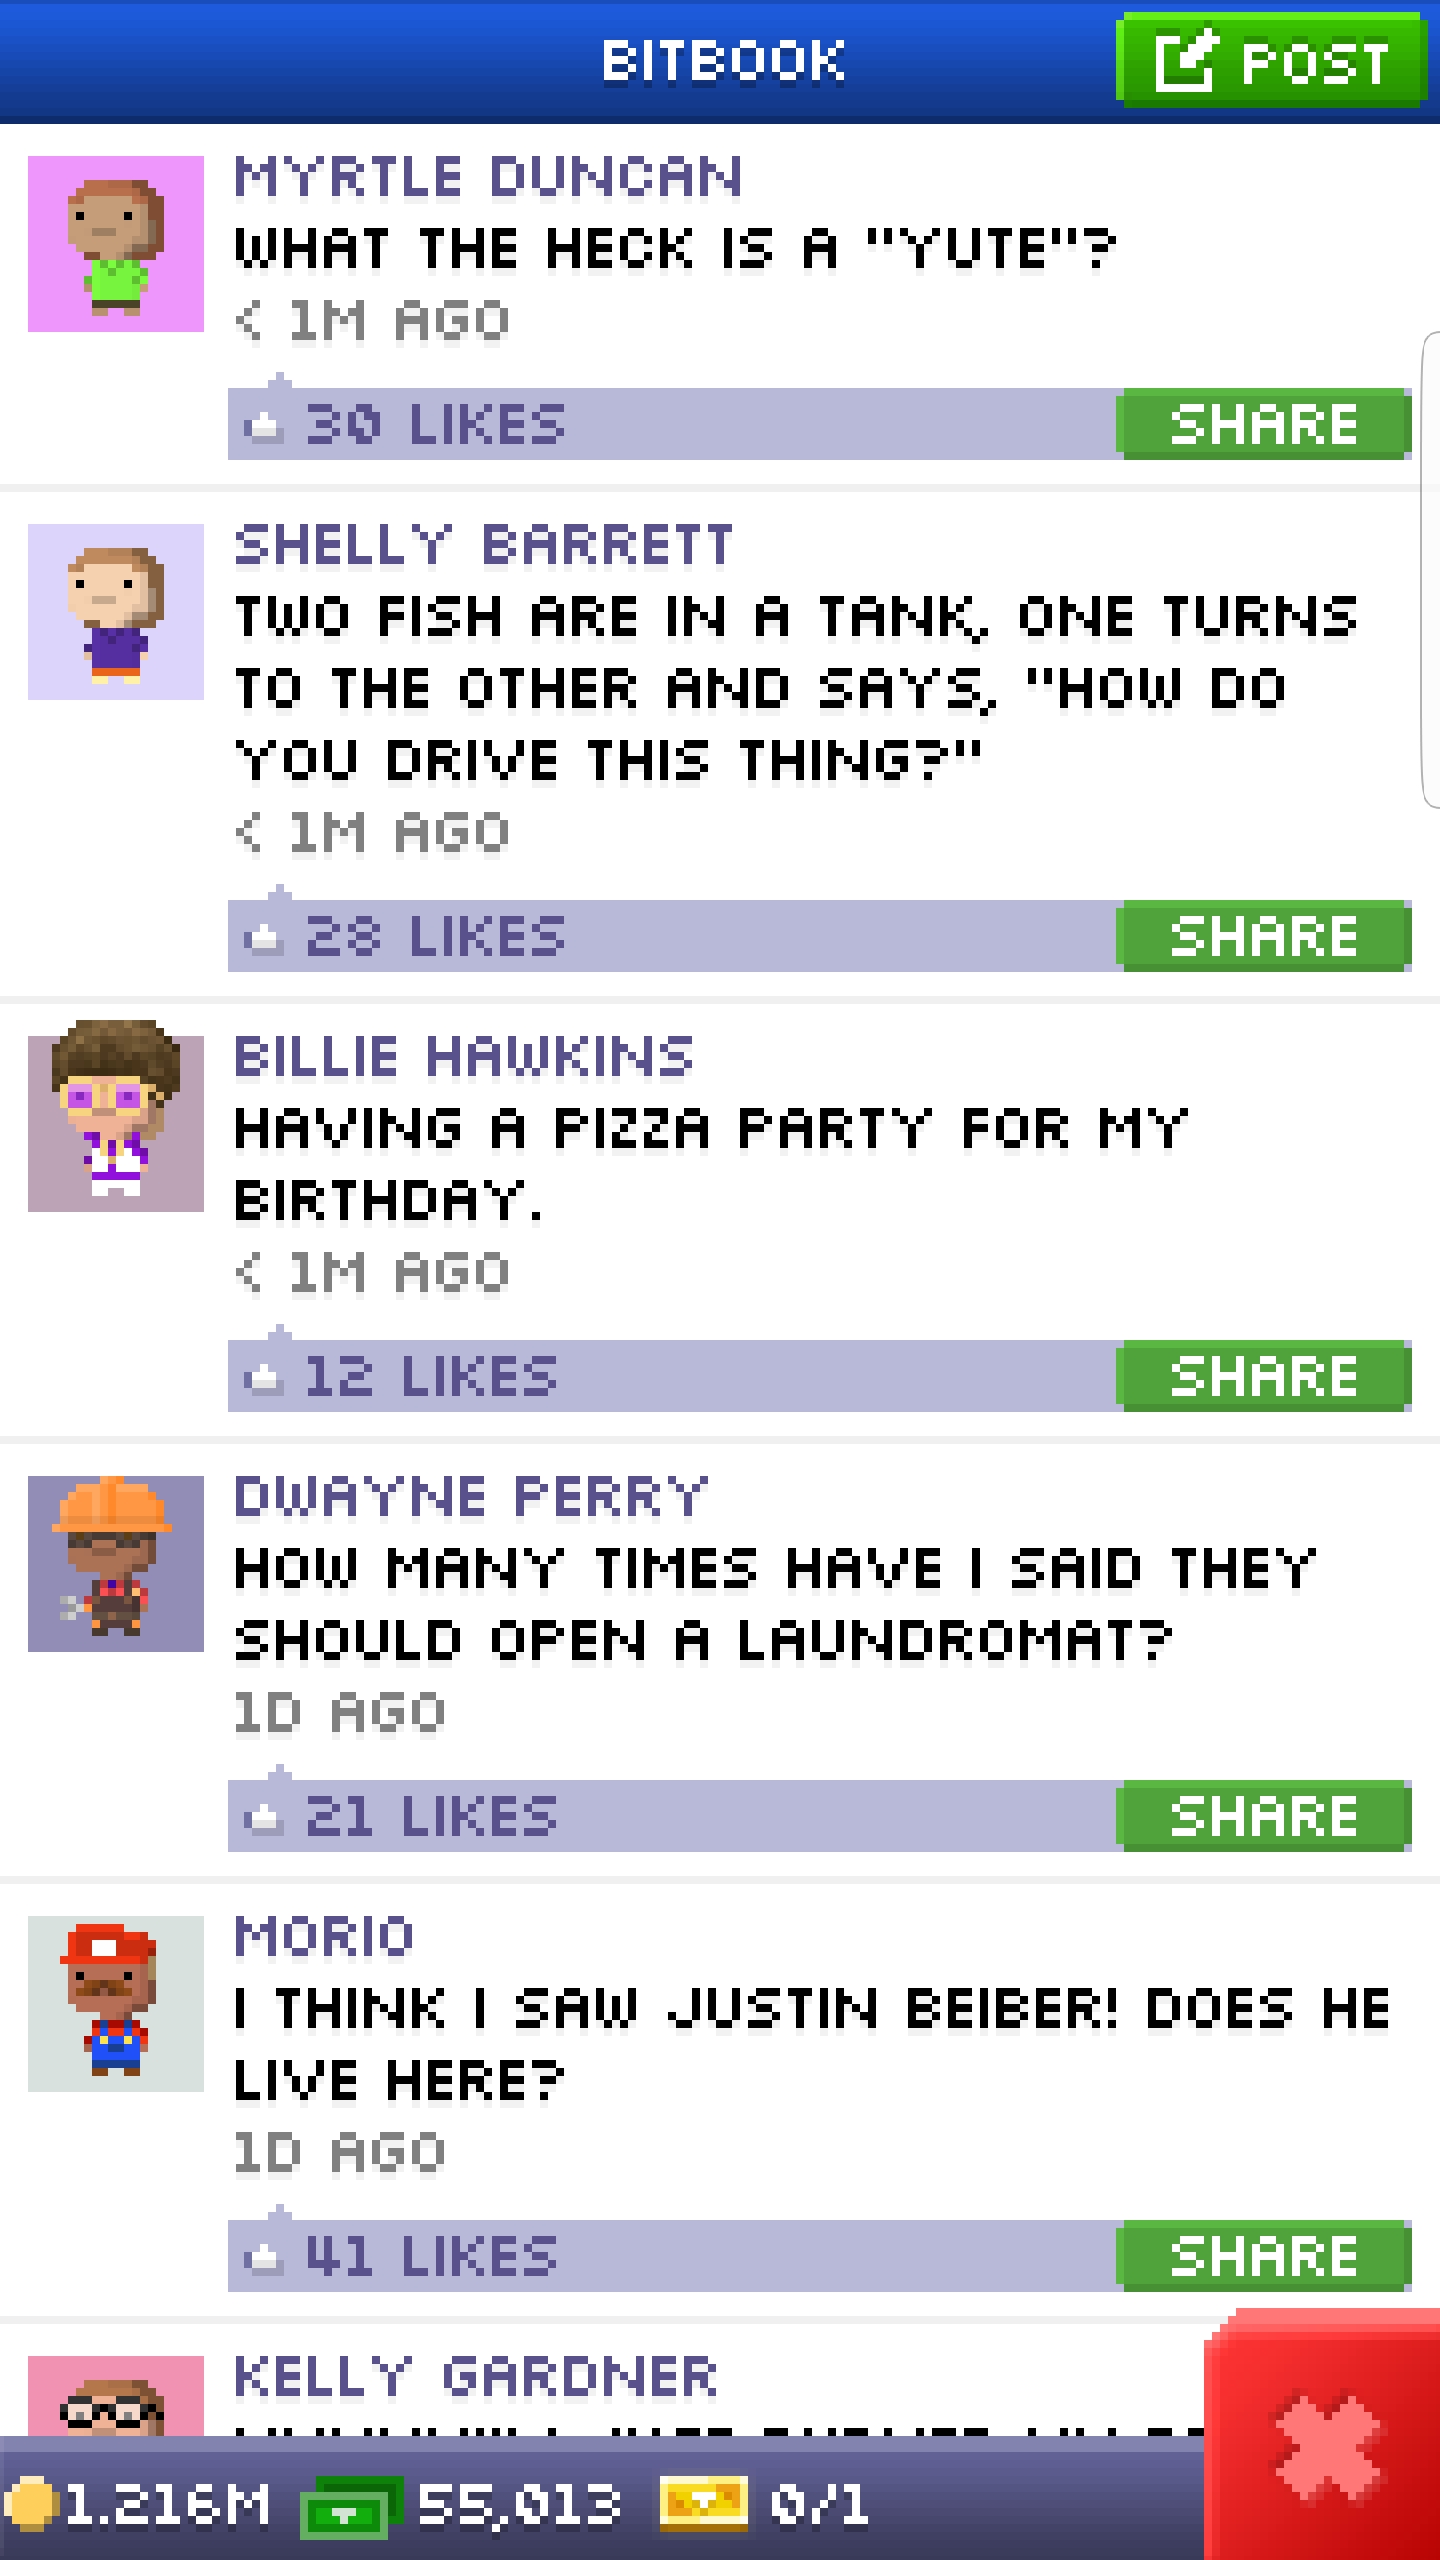 BITBOOK
POST
MYRTLE DUNCAN
WHAT THE HECK IS A "YUTE"?
< 1M AGO
30 LIKES
SHARE
SHELLY BARRETT
TWO FISH ARE IN A TANK, ONE TURNS
TO THE OTHER AND SAYS, "HOW DO
YOU DRIVE THIS THING?"
< 1M AGO
28 LIKES
SHARE
BILLIE HAWKINS
HAVING A PIZZA PARTY FOR MY
BIRTHDAY.
< 1M AGO
12 LIKES
SHARE
DWAYNE PERRY
HOW MANY TIMES HAVE I SAID THEY
SHOULD OPEN A LAUNDROMAT?
1D AGO
21 LIKES
SHARE
MORIO
I THINK I SAW JUSTIN BEIBER! DOES HE
LIVE HERE?
1D AGO
41 LIKES
SHARE
KELLY GARDNER
1.216M
55,013
0/1